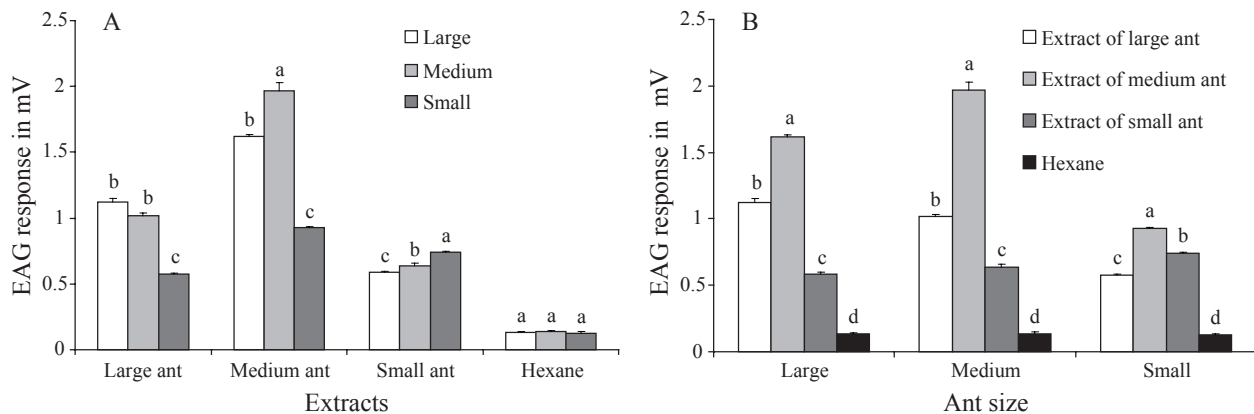 A
EAG response in mV
2.5
2
1.5
1
0.5
0
Large
Medium
Small
b
b
c
b
a
c
c
b
a
a
a
a
Large ant
Medium ant
Small ant
Hexane
Extracts
B
EAG response in mV
2.5
2
1.5
1
0.5
0
Extract of large ant
Extract of medium ant
Extract of small ant
Hexane
b
a
c
d
b
a
c
d
c
a
b
d
Large
Medium
Small
Ant size